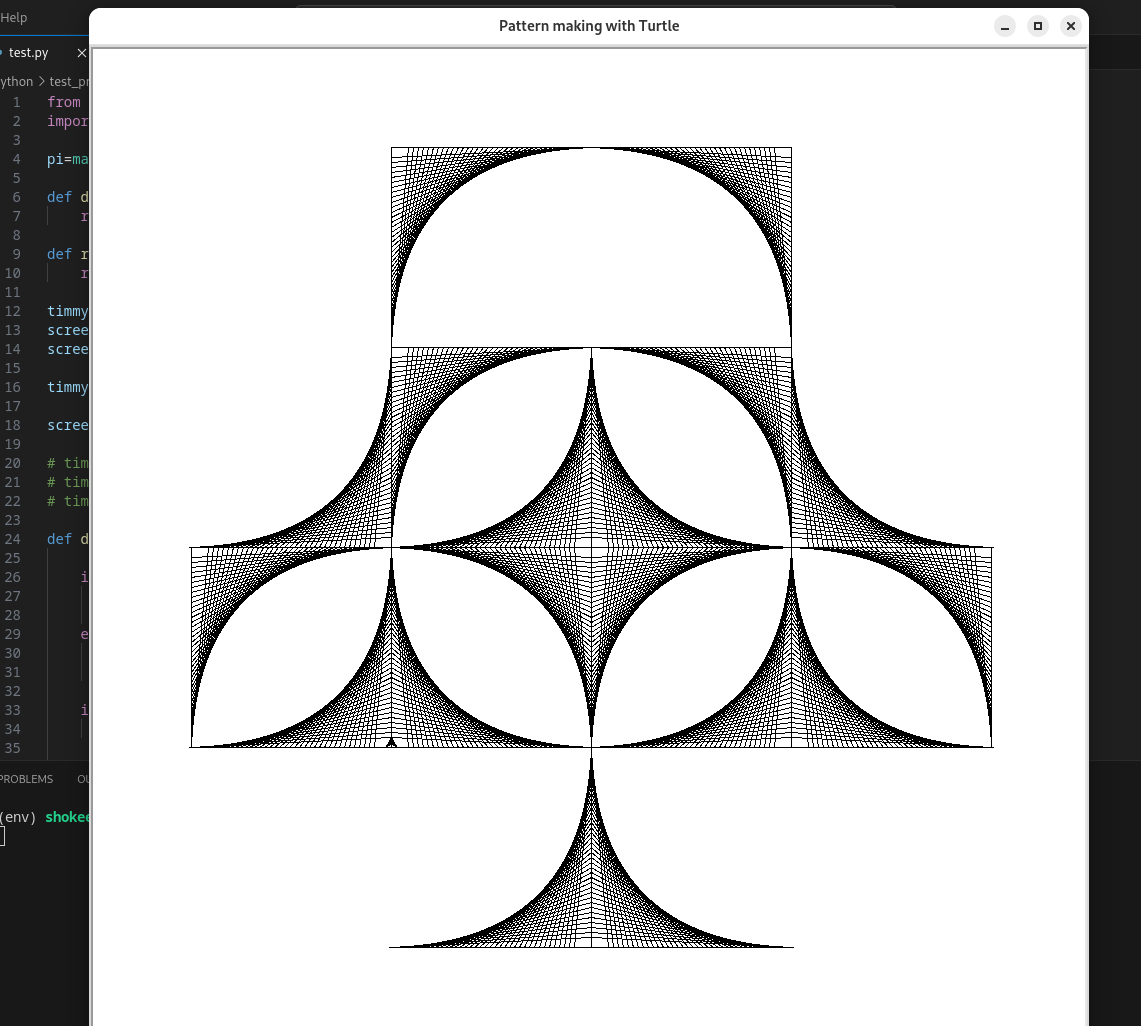 Help
Pattern making with Turtle
test.py
ython > test_pr
1 from
2 impor
3
4 pi=ma
5
6 def d
7 r
8
9 def r
10 r
11
12 timmy
13 scree
14 scree
15
16 timmy
17
18 scree
19
20 # tim
21 # tim
22 # tim
23
24 def d
25
26 i
27
28
29 e
30
31
32
33 i
34
35
PROBLEMS OU
(env) shokee